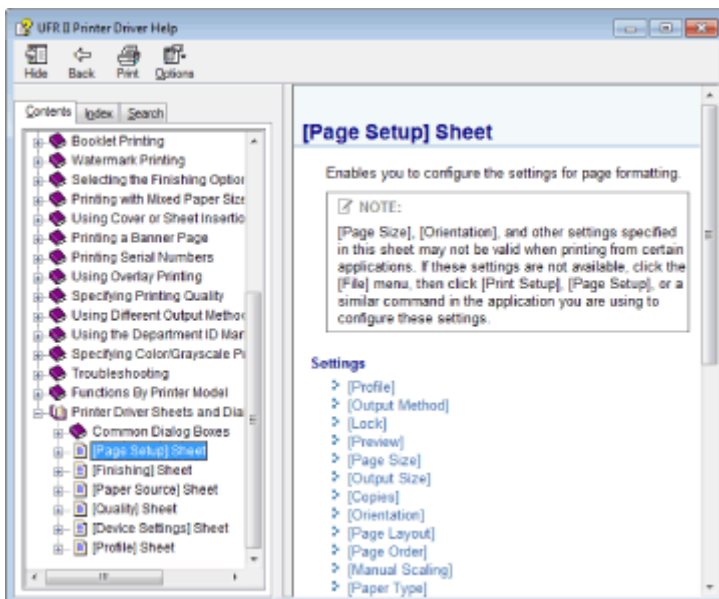 UFR II Printer Driver Help
Hide Back Print Options
Contents Index Search
Booklet Printing
Watermark Printing
Selecting the Finishing Option
Printing with Mixed Paper Size
Using Cover or Sheet Insertio
Printing a Banner Page
Printing Serial Numbers
Using Overlay Printing
Specifying Printing Quality
Using Different Output Method
Using the Department ID Man
Specifying Color/Grayscale Pr
Troubleshooting
Functions By Printer Model
Printer Driver Sheets and Dia
Common Dialog Boxes
[Page Setup] Sheet
[Finishing] Sheet
[Paper Source] Sheet
[Quality] Sheet
[Device Settings] Sheet
[Profile] Sheet
[Page Setup] Sheet
Enables you to configure the settings for page formatting.
NOTE:
[Page Size], [Orientation], and other settings specified
in this sheet may not be valid when printing from certain
applications. If these settings are not available, click the
[File] menu, then click [Print Setup], [Page Setup], or a
similar command in the application you are using to
configure these settings.
Settings
[Profile]
[Output Method]
[Lock]
[Preview]
[Page Size]
[Output Size]
[Copies]
[Orientation]
[Page Layout]
[Page Order]
[Manual Scaling]
[Paper Type]